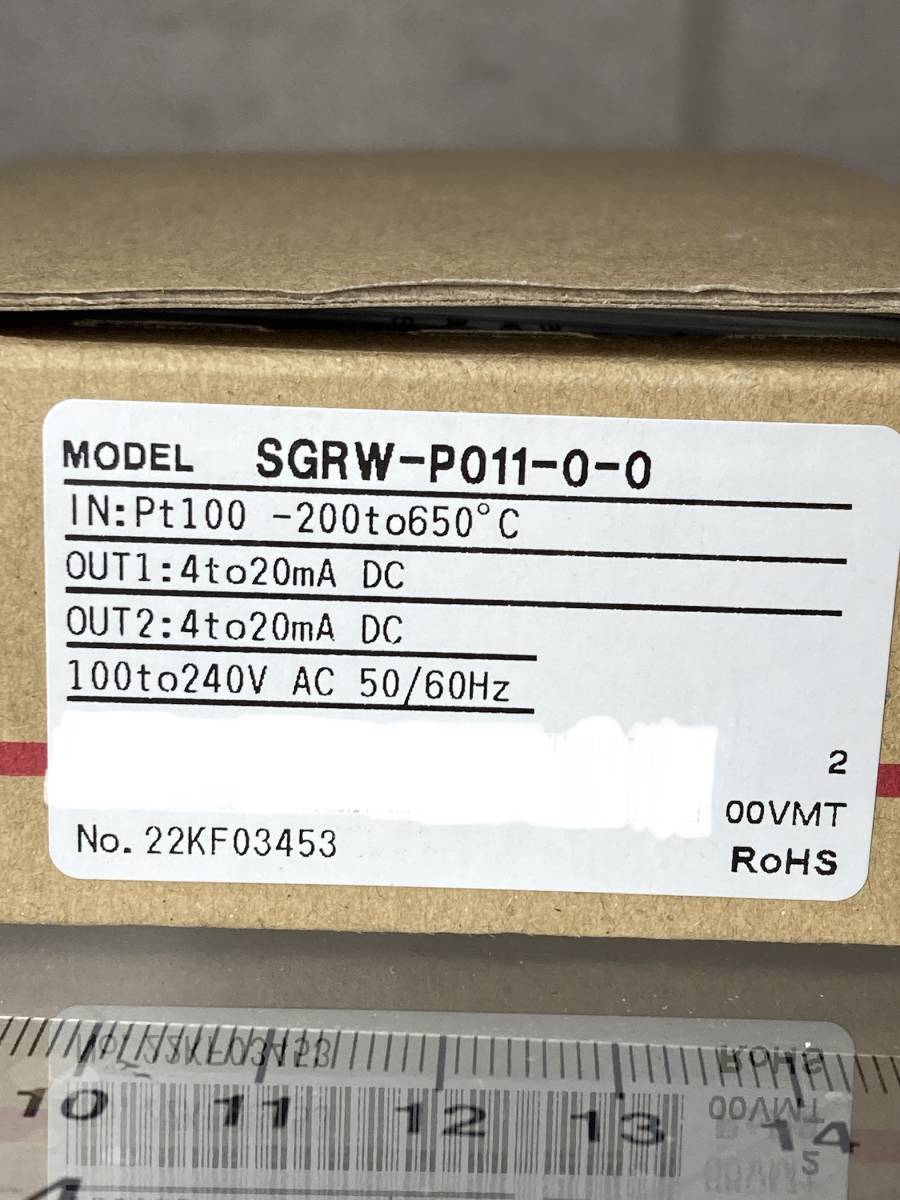 MODEL SGRW-P011-0-0
IN:Pt100 -200to650°C
OUT1:4to20mA DC
OUT2:4to20mA DC
100to240V AC 50/60Hz
2
00VMT
No. 22KF03453
RoHS
10 11 12 13 14